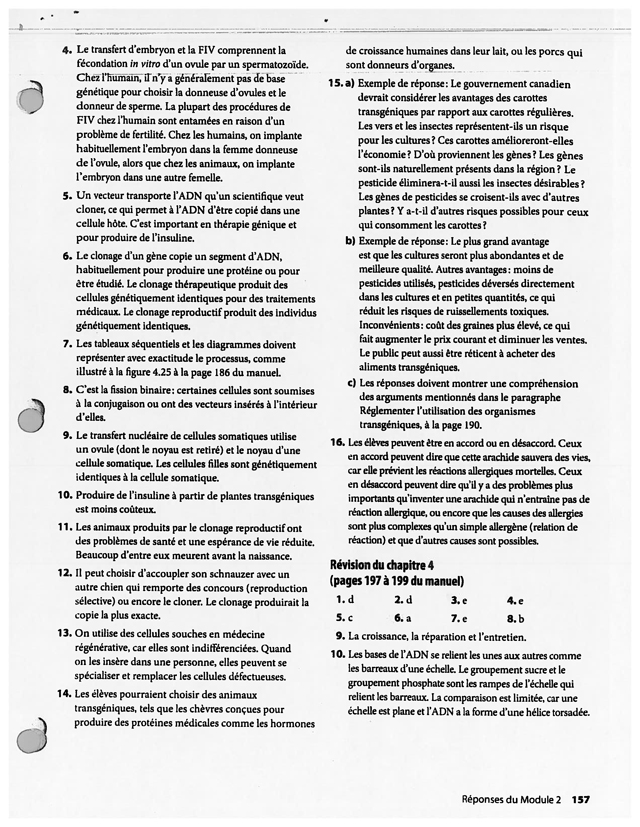 4. Le transfert d'embryon et la FIV comprennent la
fécondation in vitro d'un ovule par un spermatozoïde.
Chez l'humain, il n'y a généralement pas de base
génétique pour choisir la donneuse d'ovules et le
donneur de sperme. La plupart des procédures de
FIV chez l'humain sont entamées en raison d'un
problème de fertilité. Chez les humains, on implante
habituellement l'embryon dans la femme donneuse
de l'ovule, alors que chez les animaux, on implante
l'embryon dans une autre femelle.
5. Un vecteur transporte l'ADN qu'un scientifique veut
cloner, ce qui permet à l'ADN d'être copié dans une
cellule hôte. C'est important en thérapie génique et
pour produire de l'insuline.
6. Le clonage d'un gène copie un segment d'ADN,
habituellement pour produire une protéine ou pour
être étudié. Le clonage thérapeutique produit des
cellules génétiquement identiques pour des traitements
médicaux. Le clonage reproductif produit des individus
génétiquement identiques.
7. Les tableaux séquentiels et les diagrammes doivent
représenter avec exactitude le processus, comme
illustré à la figure 4.25 à la page 186 du manuel.
8. C'est la fission binaire : certaines cellules sont soumises
à la conjugaison ou ont des vecteurs insérés à l'intérieur
d'elles.
9. Le transfert nucléaire de cellules somatiques utilise
un ovule (dont le noyau est retiré) et le noyau d'une
cellule somatique. Les cellules filles sont génétiquement
identiques à la cellule somatique.
10. Produire de l'insuline à partir de plantes transgéniques
est moins coûteux.
11. Les animaux produits par le clonage reproductif ont
des problèmes de santé et une espérance de vie réduite.
Beaucoup d'entre eux meurent avant la naissance.
12. Il peut choisir d'accoupler son schnauzer avec un
autre chien qui remporte des concours (reproduction
sélective) ou encore le cloner. Le clonage produirait la
copie la plus exacte.
13. On utilise des cellules souches en médecine
régénérative, car elles sont indifférenciées. Quand
on les insère dans une personne, elles peuvent se
spécialiser et remplacer les cellules défectueuses.
14. Les élèves pourraient choisir des animaux
transgéniques, tels que les chèvres conçues pour
produire des protéines médicales comme les hormones
de croissance humaines dans leur lait, ou les porcs qui
sont donneurs d'organes.
15. a) Exemple de réponse : Le gouvernement canadien
devrait considérer les avantages des carottes
transgéniques par rapport aux carottes régulières.
Les vers et les insectes représentent-ils un risque
pour les cultures ? Ces carottes amélioreront-elles
l'économie ? D'où proviennent les gènes ? Les gènes
sont-ils naturellement présents dans la région ? Le
pesticide éliminera-t-il aussi les insectes désirables ?
Les gènes de pesticides se croisent-ils avec d'autres
plantes ? Y a-t-il d'autres risques possibles pour ceux
qui consomment les carottes ?
b) Exemple de réponse : Le plus grand avantage
est que les cultures seront plus abondantes et de
meilleure qualité. Autres avantages : moins de
pesticides utilisés, pesticides déversés directement
dans les cultures et en petites quantités, ce qui
réduit les risques de ruissellements toxiques.
Inconvénients : coût des graines plus élevé, ce qui
fait augmenter le prix courant et diminuer les ventes.
Le public peut aussi être réticent à acheter des
aliments transgéniques.
c) Les réponses doivent montrer une compréhension
des arguments mentionnés dans le paragraphe
Réglementer l'utilisation des organismes
transgéniques, à la page 190.
16. Les élèves peuvent être en accord ou en désaccord. Ceux
en accord peuvent dire que cette arachide sauvera des vies,
car elle prévient les réactions allergiques mortelles. Ceux
en désaccord peuvent dire qu'il y a des problèmes plus
importants qu'inventer une arachide qui n'entraîne pas de
réaction allergique, ou encore que les causes des allergies
sont plus complexes qu'un simple allergène (relation de
réaction) et que d'autres causes sont possibles.
Révision du chapitre 4
(pages 197 à 199 du manuel)
1. d 2. d 3. e 4. e
5. c 6. a 7. e 8. b
9. La croissance, la réparation et l'entretien.
10. Les bases de l'ADN se relient les unes aux autres comme
les barreaux d'une échelle. Le groupement sucre et le
groupement phosphate sont les rampes de l'échelle qui
relient les barreaux. La comparaison est limitée, car une
échelle est plane et l'ADN a la forme d'une hélice torsadée.
Réponses du Module 2 157